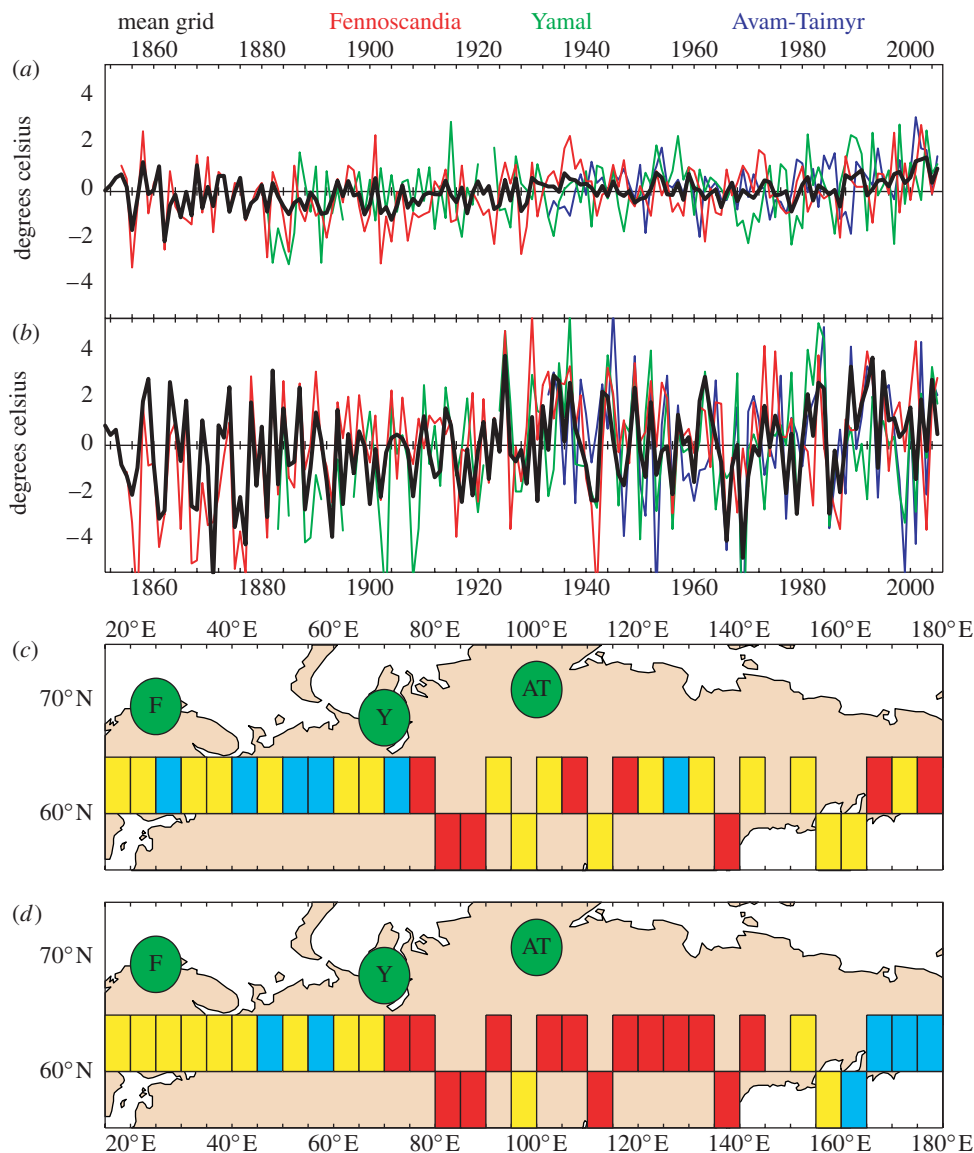 mean grid Fennoscandia Yamal Avam-Taimyr
1860 1880 1900 1920 1940 1960 1980 2000
(a)
4
2
0
−2
−4
degrees celsius
(b)
4
2
0
−2
−4
degrees celsius
1860 1880 1900 1920 1940 1960 1980 2000
20°E 40°E 60°E 80°E 100°E 120°E 140°E 160°E 180°E
(c)
70°N
60°N
F Y AT
(d)
70°N
60°N
F Y AT
20°E 40°E 60°E 80°E 100°E 120°E 140°E 160°E 180°E